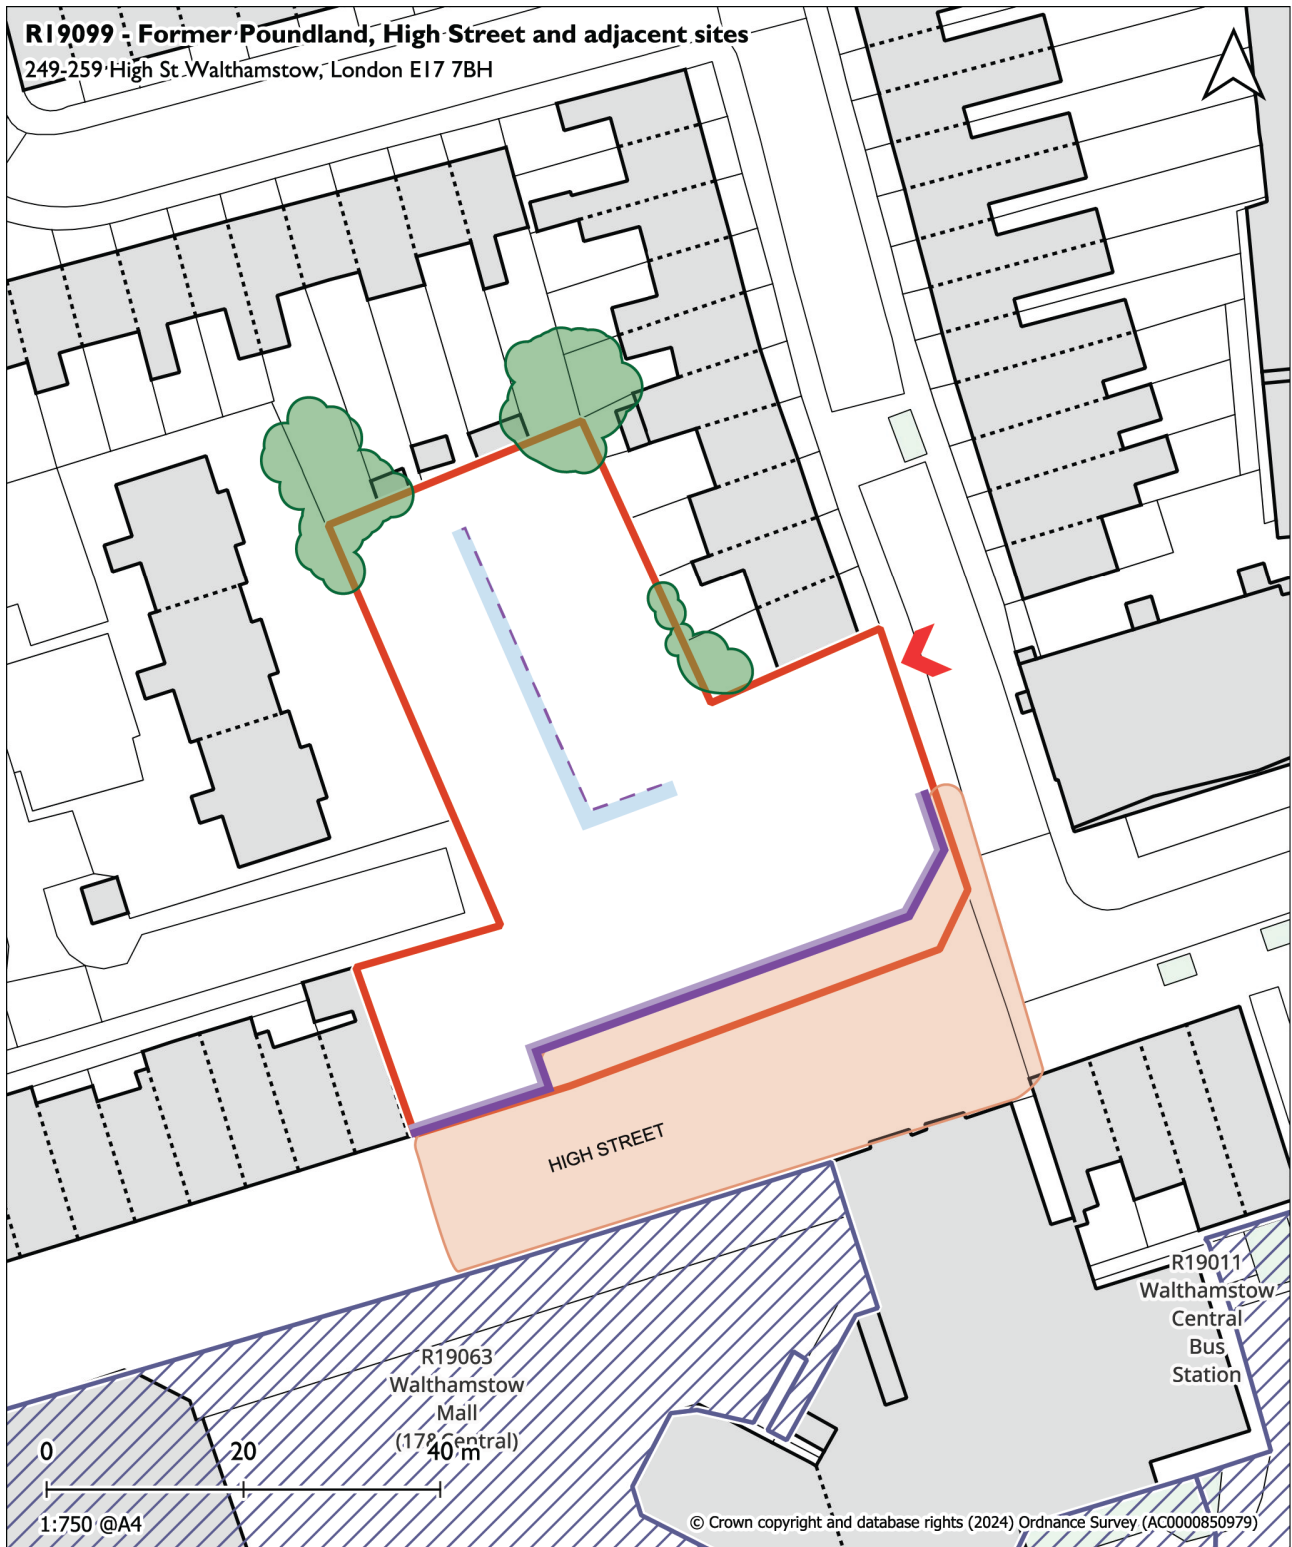 R19099 - Former Poundland, High Street and adjacent sites
249-259 High St Walthamstow, London E17 7BH
HIGH STREET
R19011
Walthamstow
Central
Bus
Station
R19063
Walthamstow
Mall
(17&Central)
0 20 40 m
1:750 @A4
© Crown copyright and database rights (2024) Ordnance Survey (AC0000850979)